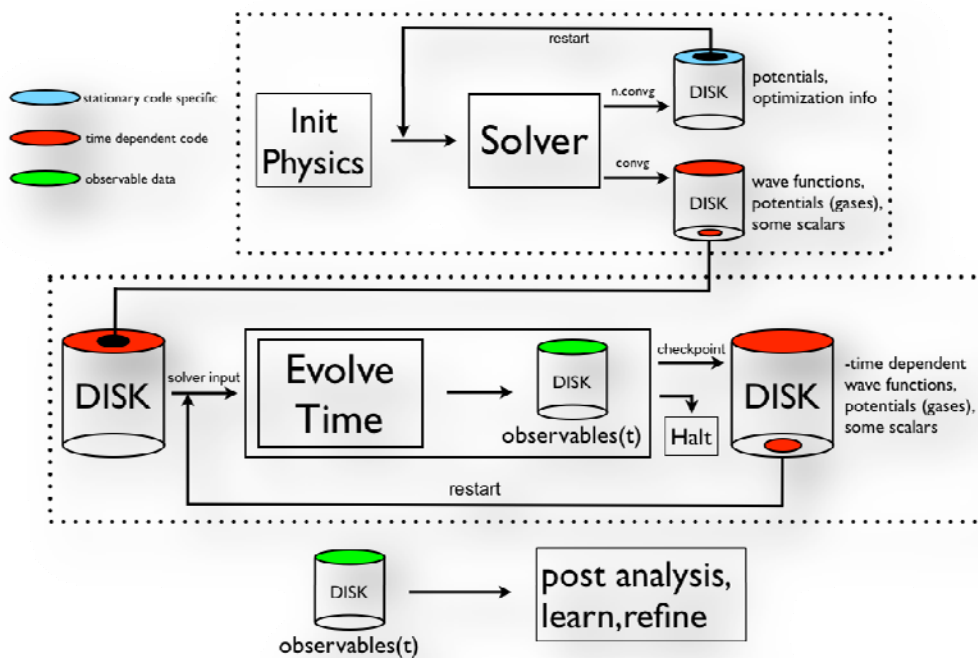 restart
stationary code specific
time dependent code
observable data
Init
Physics
Solver
n.convg
convg
DISK
potentials,
optimization info
DISK
wave functions,
potentials (gases),
some scalars
DISK
solver input
Evolve
Time
DISK
observables(t)
checkpoint
Halt
DISK
-time dependent
wave functions,
potentials (gases),
some scalars
restart
DISK
observables(t)
post analysis,
learn,refine